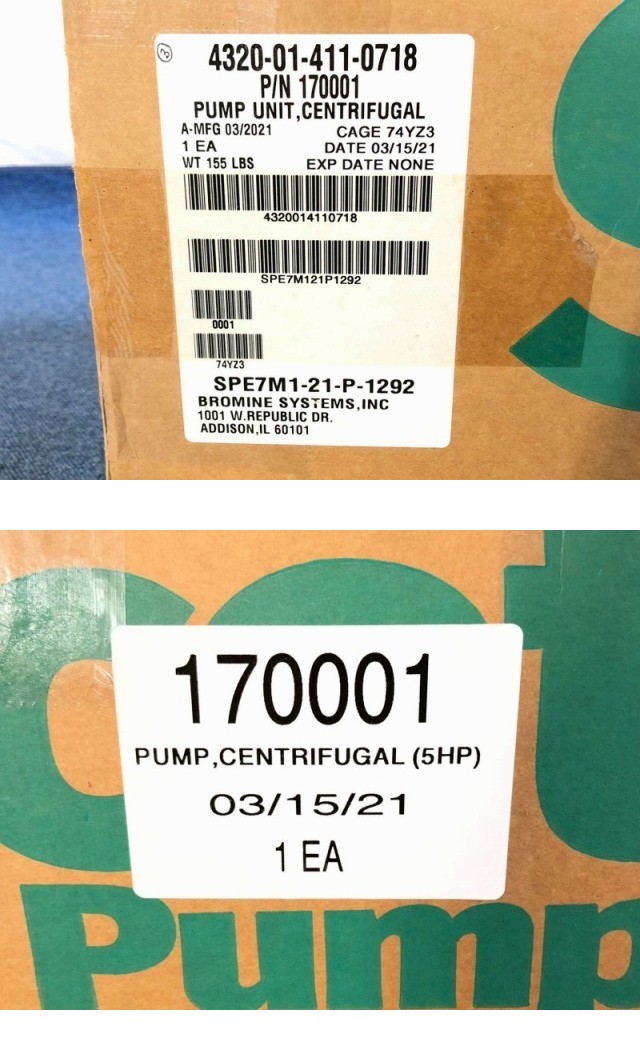 3
4320-01-411-0718
P/N 170001
PUMP UNIT,CENTRIFUGAL
A-MFG 03/2021 CAGE 74YZ3
1 EA DATE 03/15/21
WT 155 LBS EXP DATE NONE
4320014110718
SPE7M121P1292
0001
74YZ3
SPE7M1-21-P-1292
BROMINE SYSTEMS,INC
1001 W.REPUBLIC DR.
ADDISON,IL 60101
170001
PUMP,CENTRIFUGAL (5HP)
03/15/21
1 EA
Pump